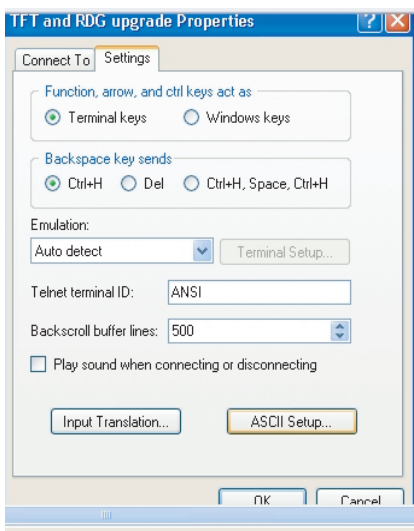 TFT and RDG upgrade Properties
Connect To Settings
Function, arrow, and ctrl keys act as
Terminal keys Windows keys
Backspace key sends
Ctrl+H Del Ctrl+H, Space, Ctrl+H
Emulation:
Auto detect Terminal Setup...
Telnet terminal ID: ANSI
Backscroll buffer lines: 500
Play sound when connecting or disconnecting
Input Translation... ASCII Setup...
OK Cancel